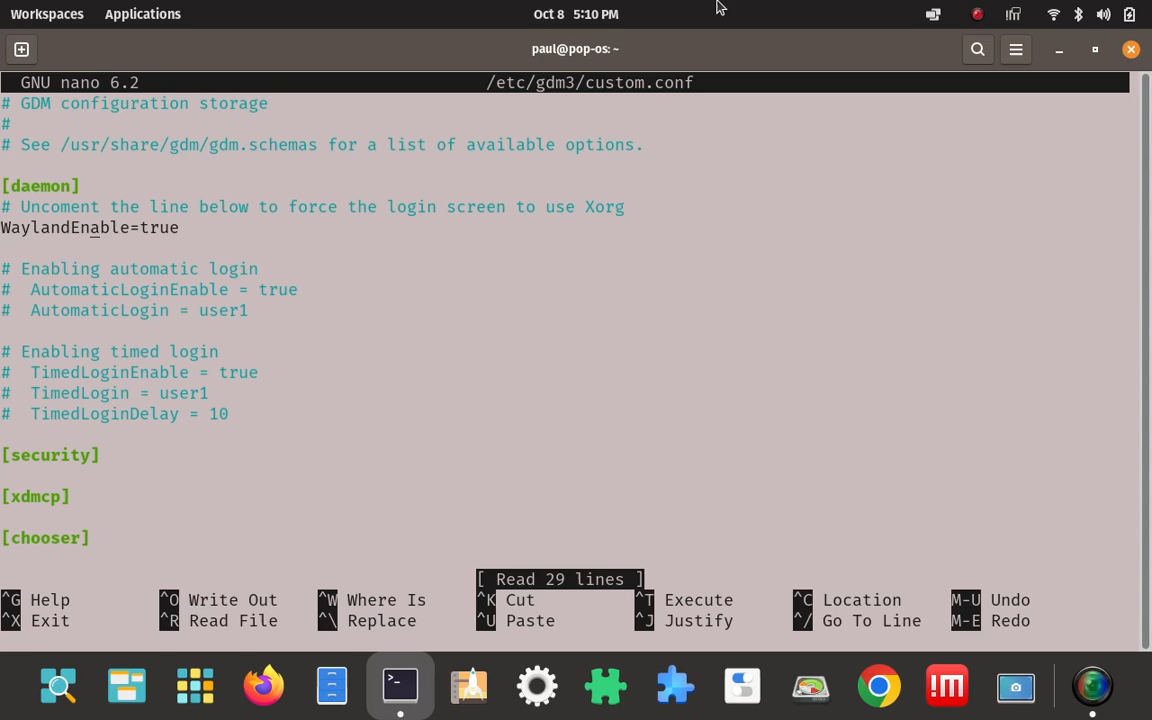 Workspaces Applications Oct 8 5:10 PM
paul@pop-os: ~
GNU nano 6.2 /etc/gdm3/custom.conf
# GDM configuration storage
#
# See /usr/share/gdm/gdm.schemas for a list of available options.
[daemon]
# Uncoment the line below to force the login screen to use Xorg
WaylandEnable=true
# Enabling automatic login
#  AutomaticLoginEnable = true
#  AutomaticLogin = user1
# Enabling timed login
#  TimedLoginEnable = true
#  TimedLogin = user1
#  TimedLoginDelay = 10
[security]
[xdmcp]
[chooser]
[ Read 29 lines ]
^G Help ^O Write Out ^W Where Is ^K Cut ^T Execute ^C Location M-U Undo
^X Exit ^R Read File ^\ Replace ^U Paste ^J Justify ^/ Go To Line M-E Redo
!M